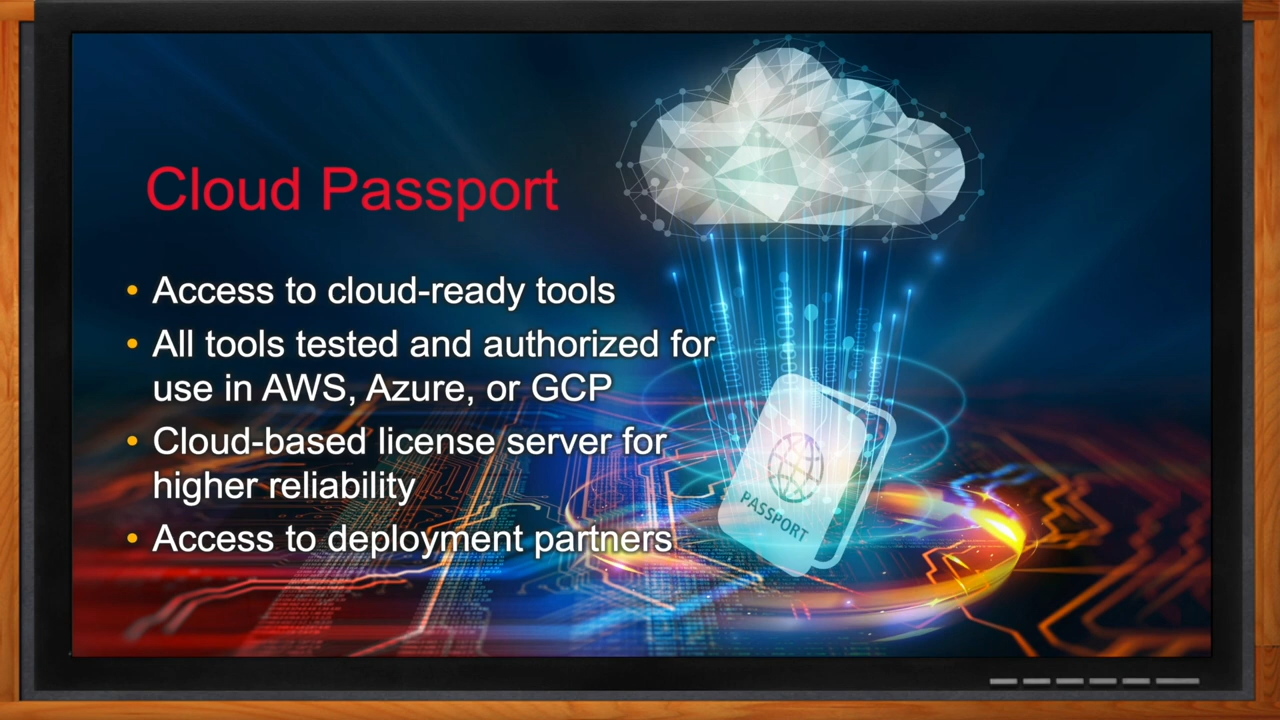 Cloud Passport
• Access to cloud-ready tools
• All tools tested and authorized for
use in AWS, Azure, or GCP
• Cloud-based license server for
higher reliability
• Access to deployment partners
PASSPORT